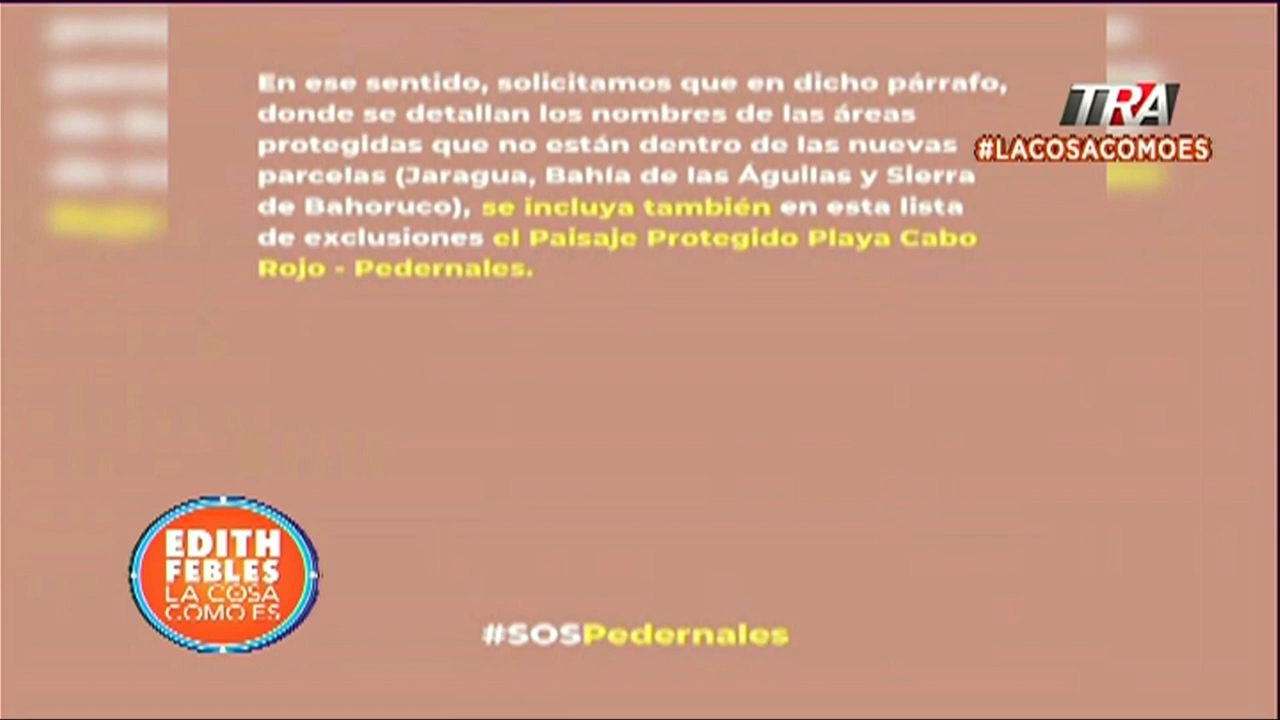 En ese sentido, solicitamos que en dicho párrafo,
donde se detallan los nombres de las áreas
protegidas que no están dentro de las nuevas
parcelas (Jaragua, Bahía de las Águilas y Sierra
de Bahoruco), se incluya también en esta lista
de exclusiones el Paisaje Protegido Playa Cabo
Rojo - Pedernales.
TRA
#LACOSACOMOES
EDITH
FEBLES
LA COSA
COMO ES
#SOSPedernales